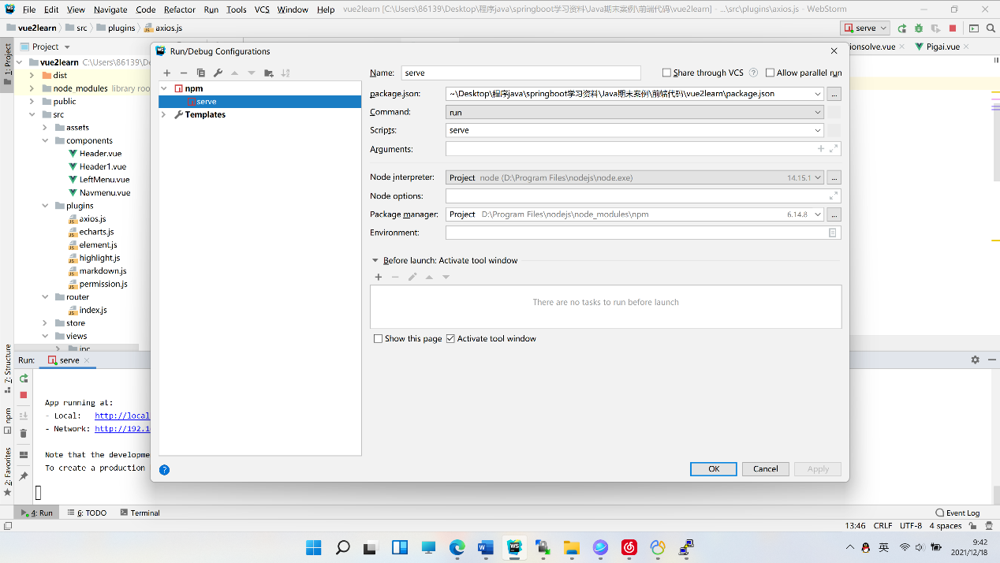 File Edit View Navigate Code Refactor Run Tools VCS Window Help vue2learn [C:\Users\86139\Desktop\程序java\springboot学习资料\Java期末案例\前端代码\vue2learn] - ...\src\plugins\axios.js - WebStorm
vue2learn src plugins axios.js serve
1: Project
Project
ionsolve.vue Pigai.vue
vue2learn C:\Users\86139\De
dist
node_modules library roo
public
src
assets
components
Header.vue
Header1.vue
LeftMenu.vue
Navmenu.vue
plugins
axios.js
echarts.js
element.js
highlight.js
markdown.js
permission.js
router
index.js
store
views
inc
Run/Debug Configurations
npm
serve
Templates
Name: serve Share through VCS Allow parallel run
package.json: ~\Desktop\程序java\springboot学习资料\Java期末案例\前端代码\vue2learn\package.json ...
Command: run
Scripts: serve
Arguments:
Node interpreter: Project node (D:\Program Files\nodejs\node.exe) 14.15.1 ...
Node options:
Package manager: Project D:\Program Files\nodejs\node_modules\npm 6.14.8 ...
Environment:
Before launch: Activate tool window
There are no tasks to run before launch
Show this page Activate tool window
OK Cancel Apply
7: Structure
npm
2: Favorites
Run: serve
App running at:
- Local: http://local
- Network: http://192.1
Note that the developme
To create a production
4: Run 6: TODO Terminal Event Log
13:46 CRLF UTF-8 4 spaces
英 9:42
2021/12/18